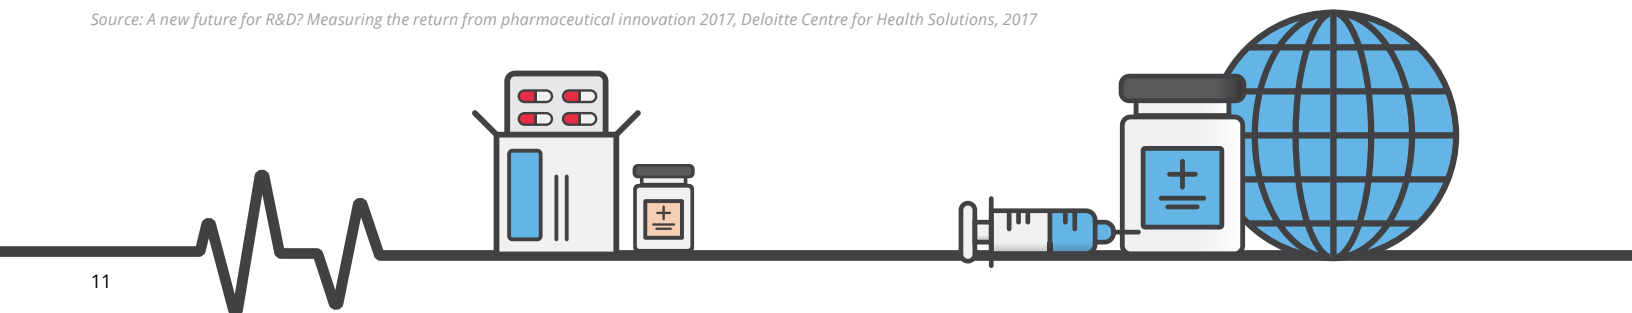 Source: A new future for R&D? Measuring the return from pharmaceutical innovation 2017, Deloitte Centre for Health Solutions, 2017
11